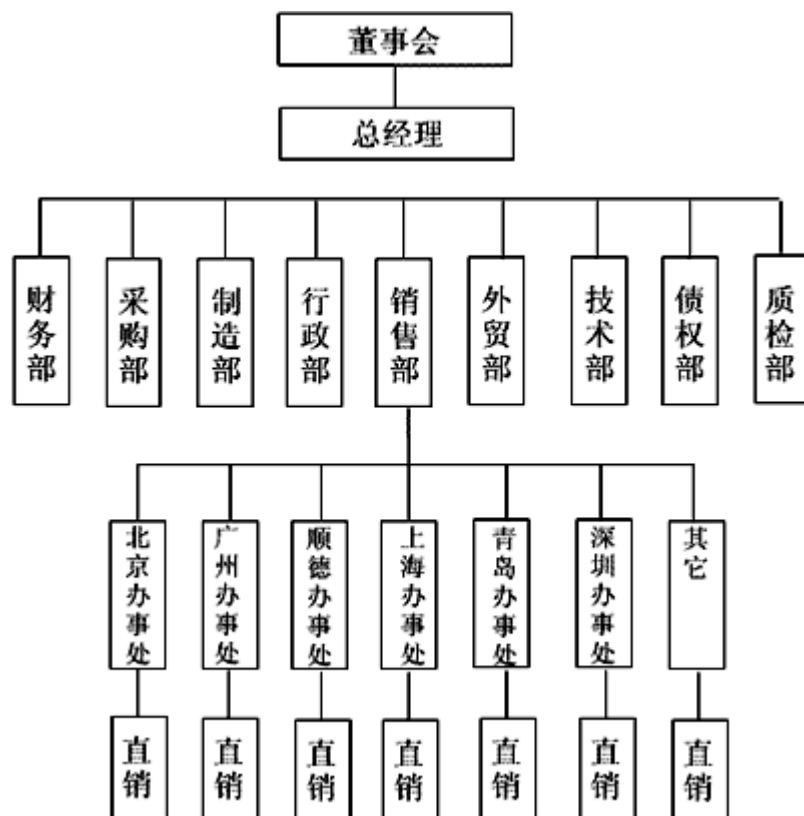 董事会
总经理
财务部
采购部
制造部
行政部
销售部
外贸部
技术部
债权部
质检部
北京办事处
广州办事处
顺德办事处
上海办事处
青岛办事处
深圳办事处
其它
直销
直销
直销
直销
直销
直销
直销